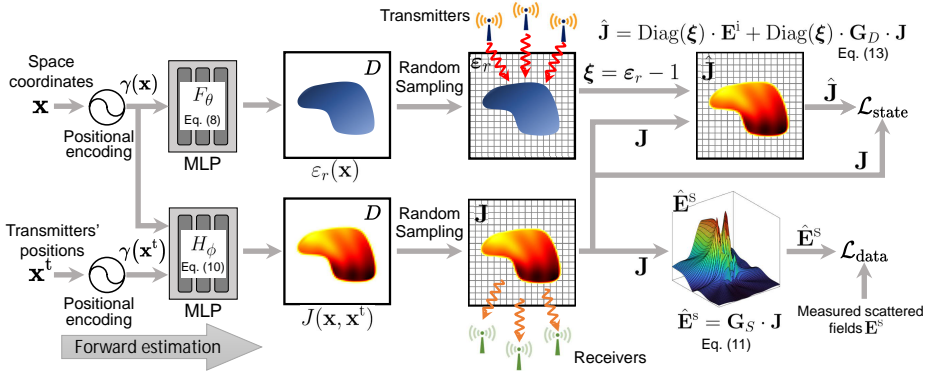 Transmitters
Ĵ = Diag(ξ) · Eⁱ + Diag(ξ) · G_D · J
Eq. (13)
Space
coordinates
x
γ(x)
Positional
encoding
F_θ
Eq. (8)
MLP
D
ε_r(x)
Random
Sampling
ε_r
ξ = ε_r − 1
Ĵ
Ĵ
L_state
J
J
Transmitters'
positions
x^t
γ(x^t)
Positional
encoding
H_ϕ
Eq. (10)
MLP
D
J(x, x^t)
Random
Sampling
J
J
Ê^s
Ê^s
L_data
Ê^s = G_S · J
Eq. (11)
Measured scattered
fields E^s
Forward estimation
Receivers